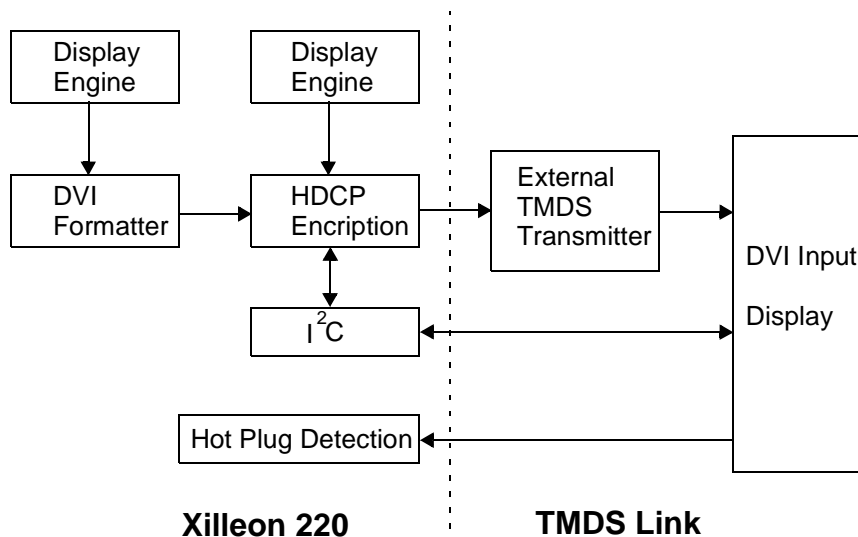 Display
Engine
Display
Engine
DVI
Formatter
HDCP
Encription
External
TMDS
Transmitter
DVI Input
Display
I²C
Hot Plug Detection
Xilleon 220
TMDS Link